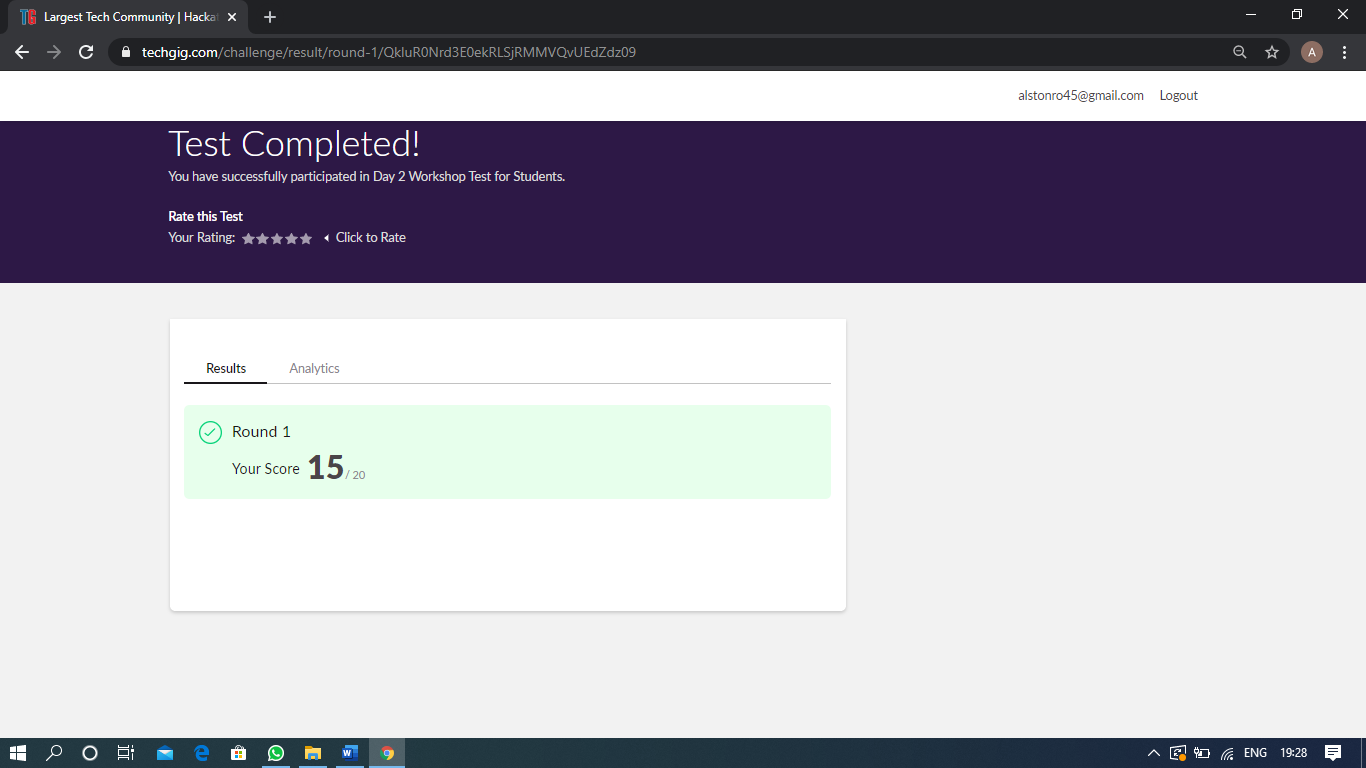 Largest Tech Community | Hacka
techgig.com/challenge/result/round-1/QkluR0Nrd3E0ekRLSjRMMVQvUEdZdz09
A
alstonro45@gmail.com Logout
Test Completed!
You have successfully participated in Day 2 Workshop Test for Students.
Rate this Test
Your Rating: Click to Rate
Results Analytics
Round 1
Your Score 15 / 20
ENG 19:28